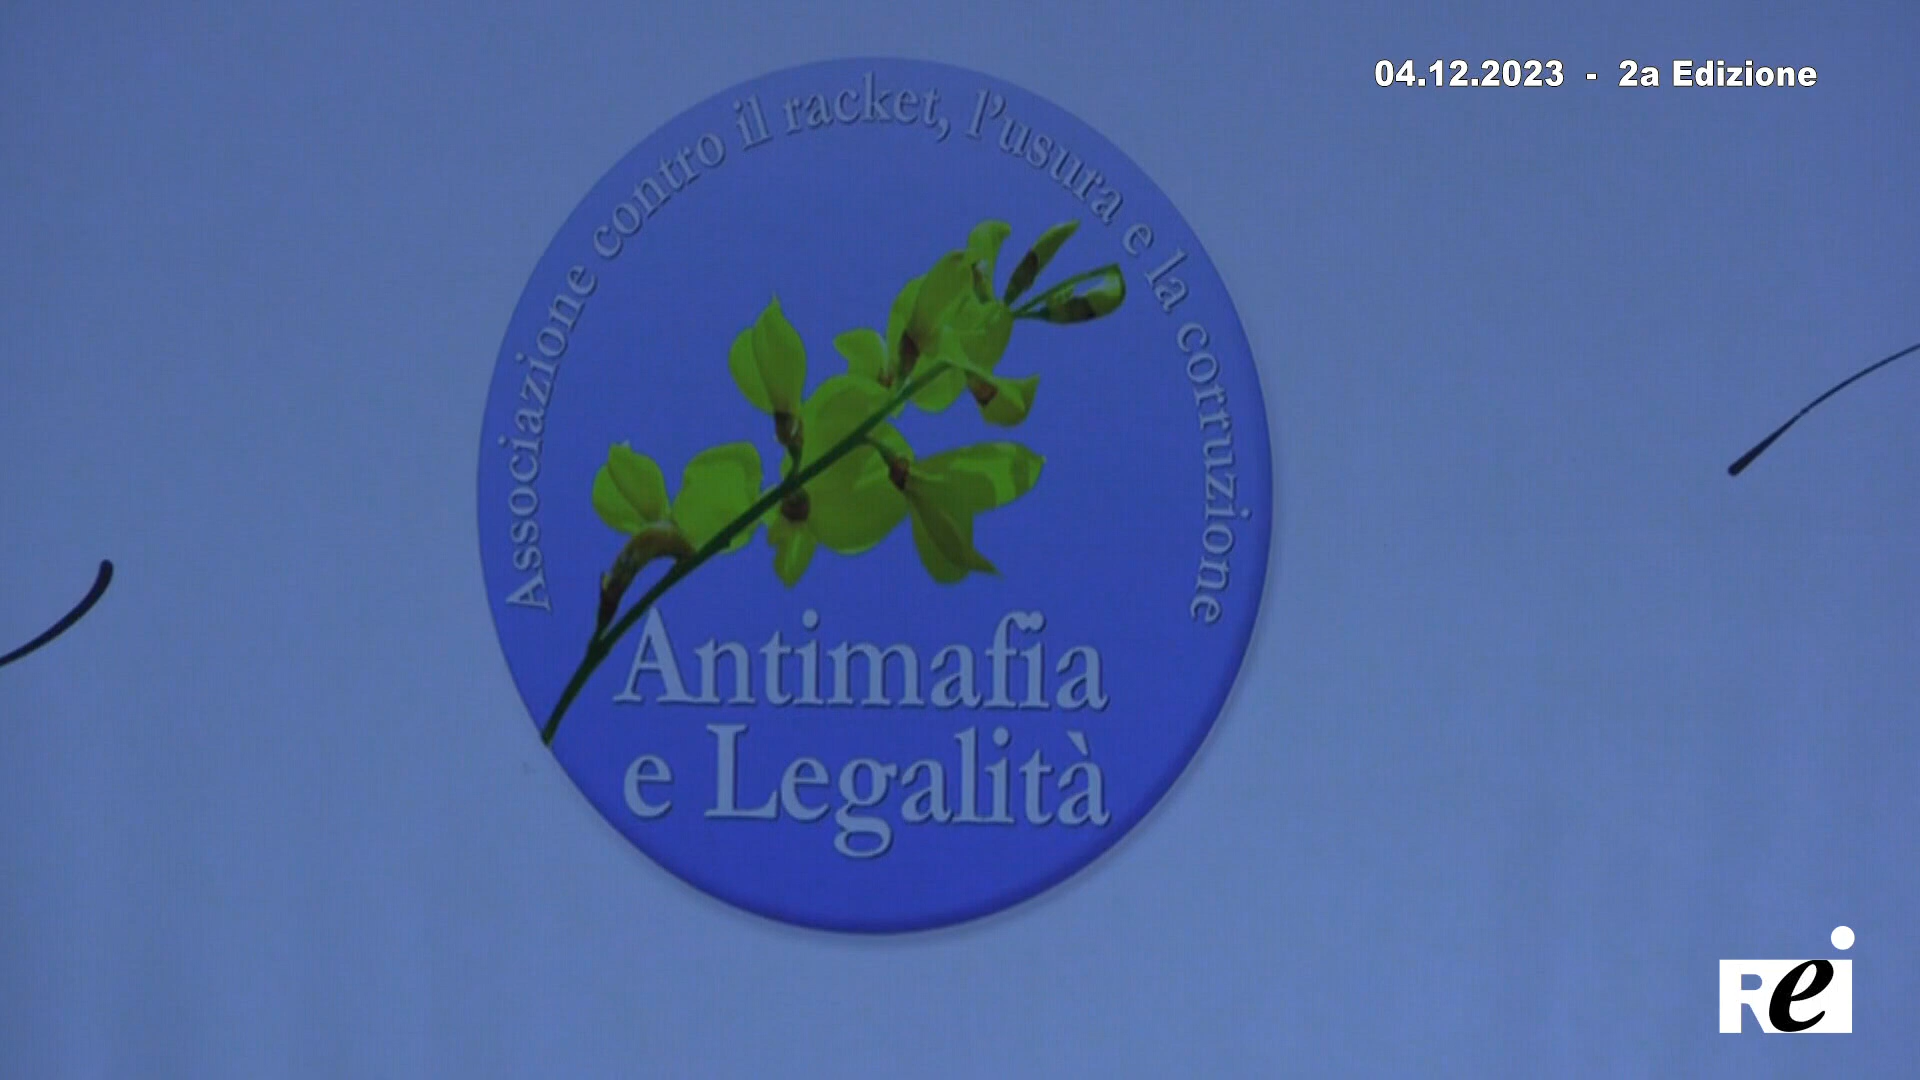 04.12.2023 - 2a Edizione
Associazione contro il racket, l'usura e la corruzione
Antimafia
e Legalità
Rei